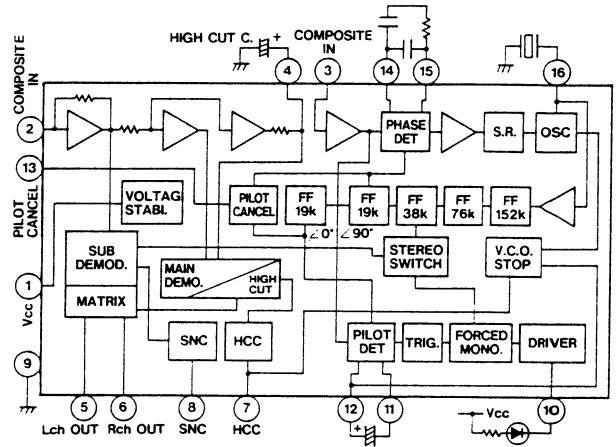 HIGH CUT C.
+
COMPOSITE IN
4
3
14
15
16
COMPOSITE IN
2
PHASE DET
S.R.
OSC
13
PILOT CANCEL
VOLTAG STABL.
PILOT CANCEL
FF 19k
FF 19k
FF 38k
FF 76k
FF 152k
∠0°
∠90°
SUB DEMOD.
MATRIX
MAIN DEMO.
HIGH CUT
STEREO SWITCH
V.C.O. STOP
1
Vcc
SNC
HCC
PILOT DET
TRIG.
FORCED MONO.
DRIVER
9
5
6
8
7
12
11
10
Lch OUT
Rch OUT
SNC
HCC
+
Vcc